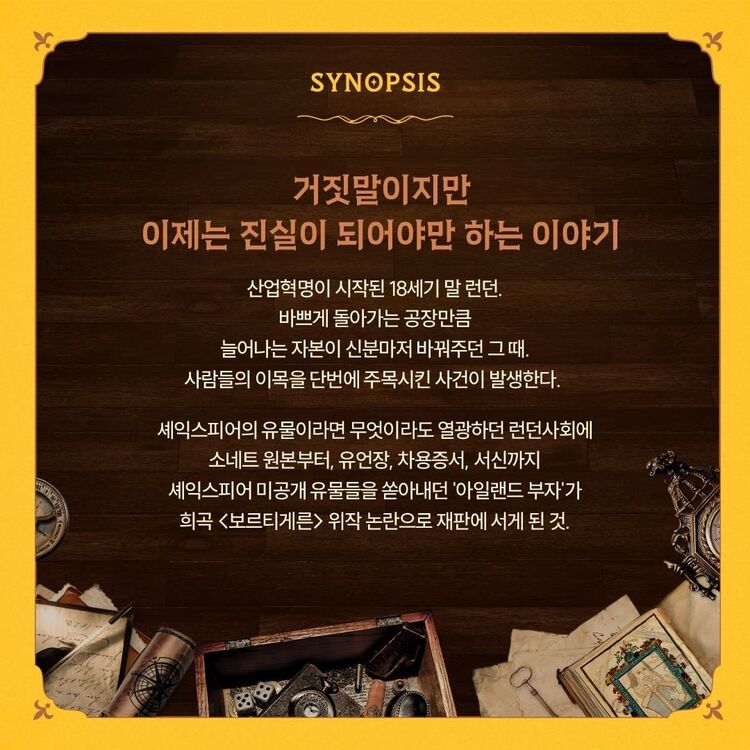 SYNOPSIS
거짓말이지만
이제는 진실이 되어야만 하는 이야기
산업혁명이 시작된 18세기 말 런던.
바쁘게 돌아가는 공장만큼
늘어나는 자본이 신분마저 바꿔주던 그 때.
사람들의 이목을 단번에 주목시킨 사건이 발생한다.
셰익스피어의 유물이라면 무엇이라도 열광하던 런던사회에
소네트 원본부터, 유언장, 차용증서, 서신까지
셰익스피어 미공개 유물들을 쏟아내던 '아일랜드 부자'가
희곡 <보르티게른> 위작 논란으로 재판에 서게 된 것.